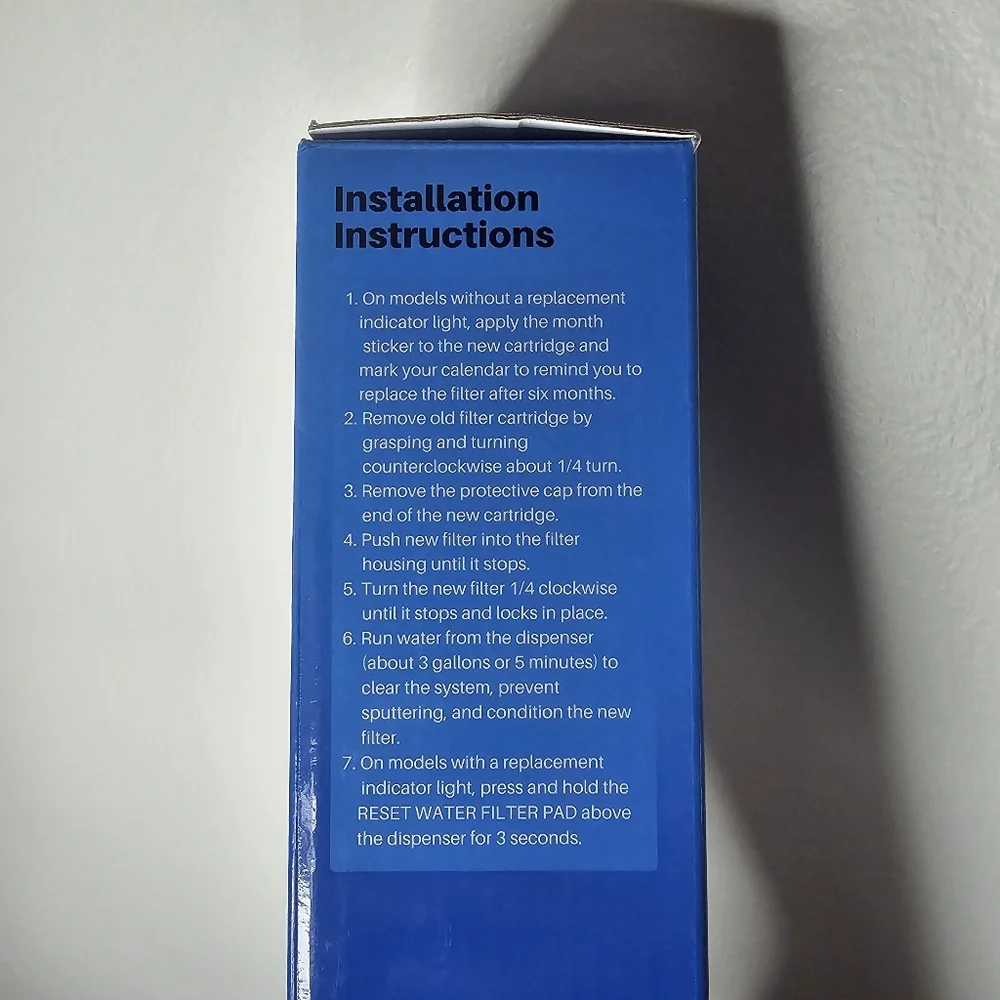 Installation
Instructions
1. On models without a replacement
indicator light, apply the month
sticker to the new cartridge and
mark your calendar to remind you to
replace the filter after six months.
2. Remove old filter cartridge by
grasping and turning
counterclockwise about 1/4 turn.
3. Remove the protective cap from the
end of the new cartridge.
4. Push new filter into the filter
housing until it stops.
5. Turn the new filter 1/4 clockwise
until it stops and locks in place.
6. Run water from the dispenser
(about 3 gallons or 5 minutes) to
clear the system, prevent
sputtering, and condition the new
filter.
7. On models with a replacement
indicator light, press and hold the
RESET WATER FILTER PAD above
the dispenser for 3 seconds.